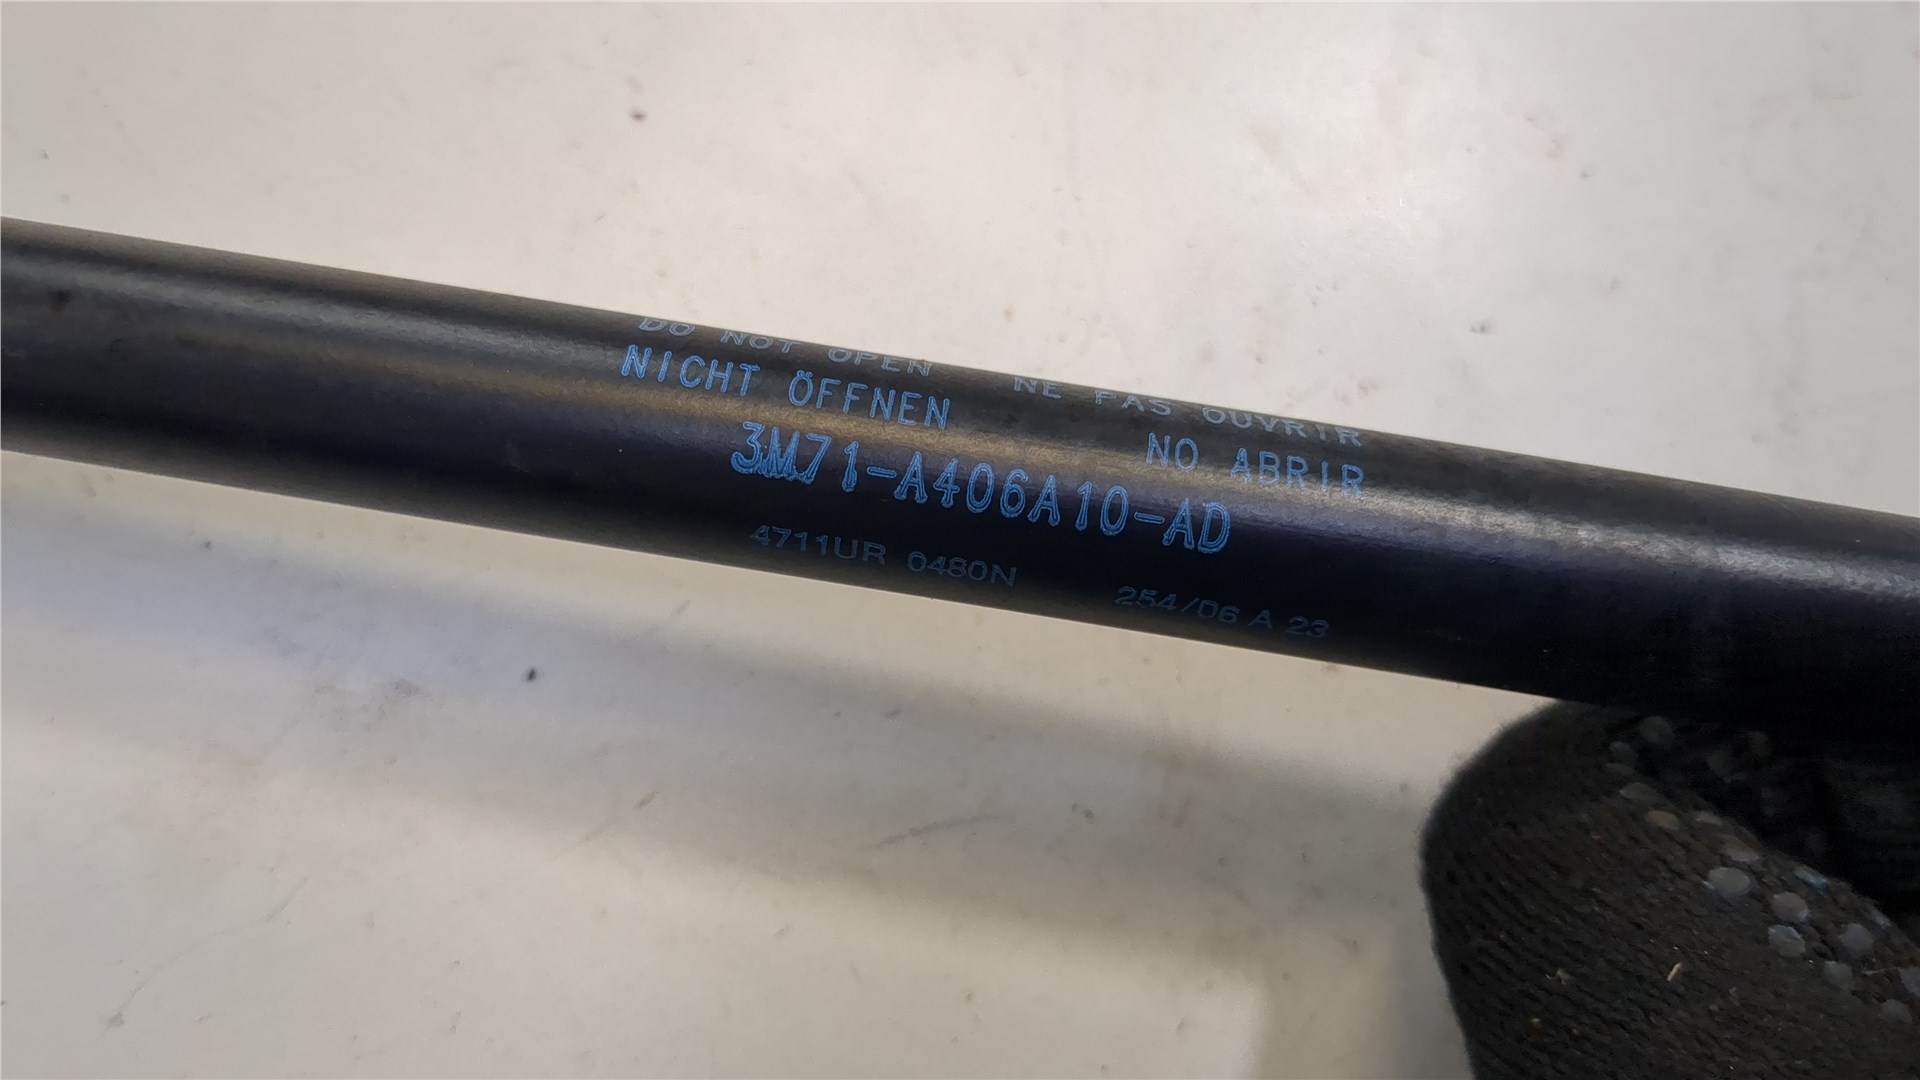 DO NOT OPEN NE PAS OUVRIR
NICHT ÖFFNEN NO ABRIR
3M71-A406A10-AD
4711UR 0480N 254/06 A 23